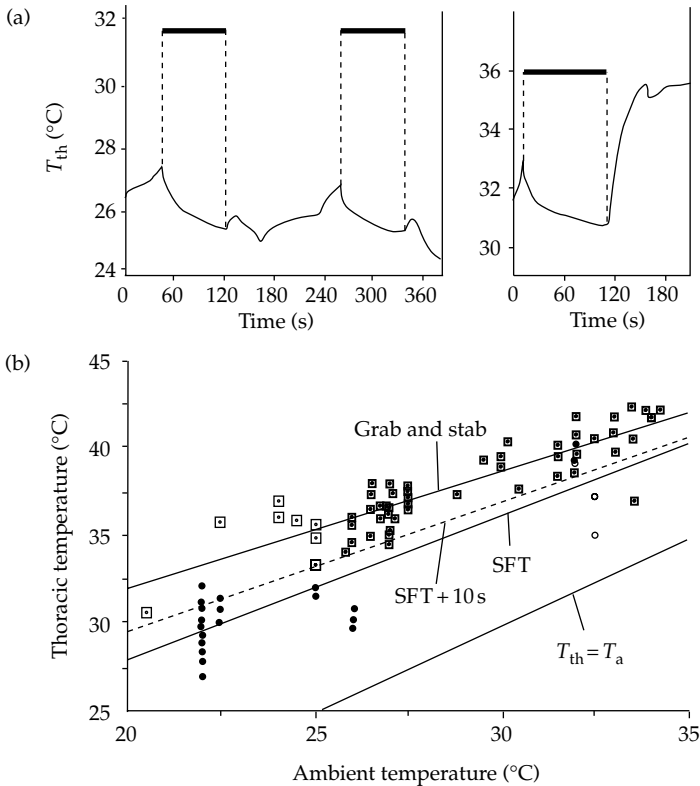 (a)
32
30
28
26
24
T_th (°C)
0 60 120 180 240 300 360
Time (s)
36
34
32
30
0 60 120 180
Time (s)
(b)
45
40
35
30
25
Thoracic temperature (°C)
Grab and stab
SFT
SFT + 10 s
T_th = T_a
20 25 30 35
Ambient temperature (°C)